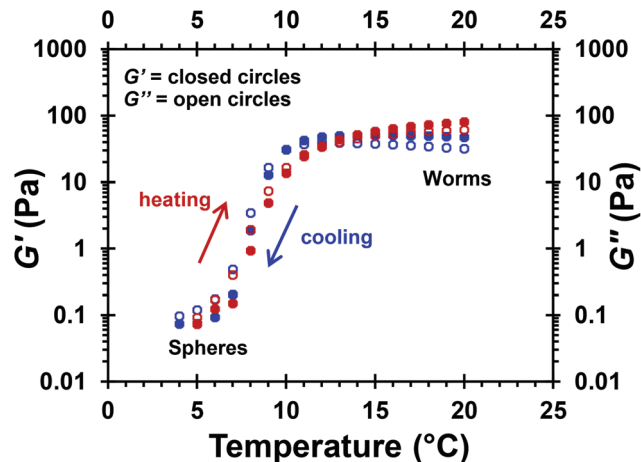 0 5 10 15 20 25
1000 1000
G' = closed circles
G'' = open circles
100 100
10 10
Worms
heating
cooling
1 1
0.1 0.1
Spheres
0.01 0.01
0 5 10 15 20 25
Temperature (°C)
G' (Pa)
G'' (Pa)